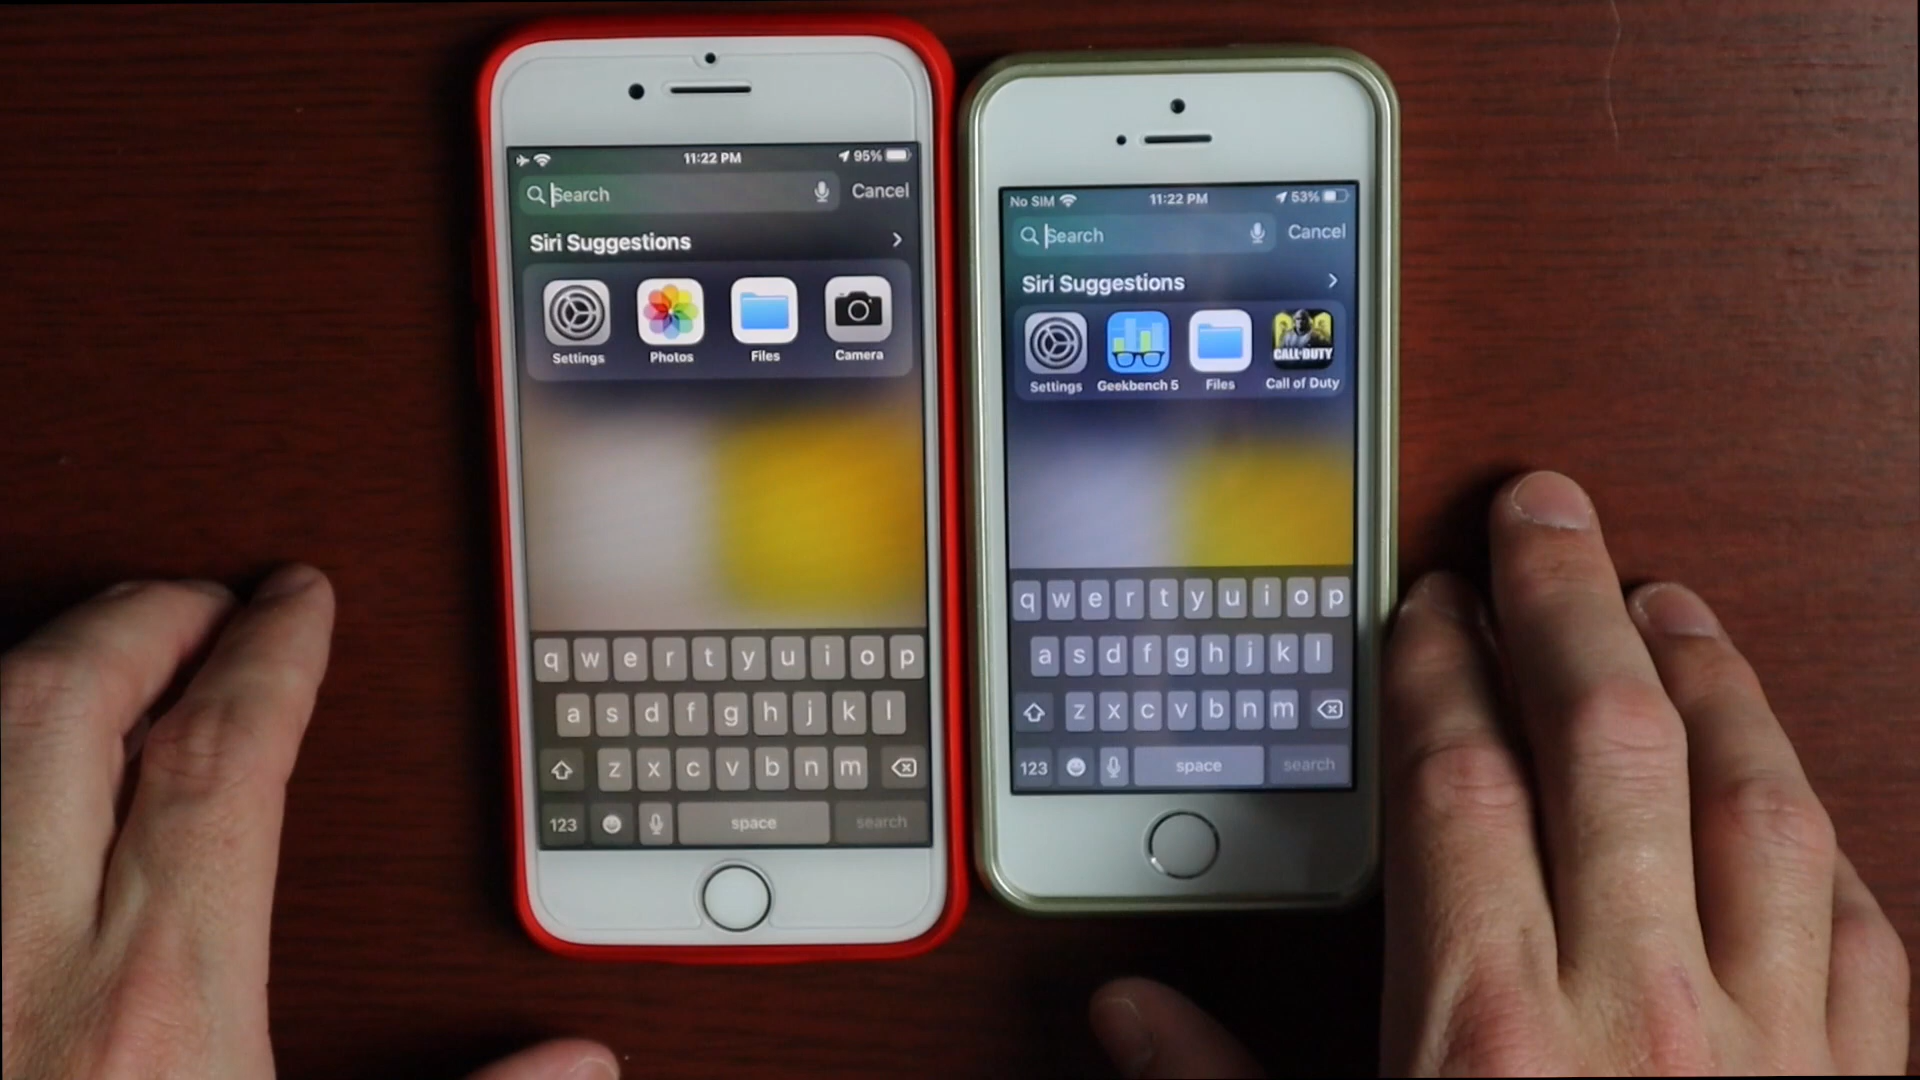 11:22 PM 95%
Search Cancel
Siri Suggestions
Settings Photos Files Camera
q w e r t y u i o p
a s d f g h j k l
z x c v b n m
123 space search
No SIM 11:22 PM 53%
Search Cancel
Siri Suggestions
CALL OF DUTY
Settings Geekbench 5 Files Call of Duty
q w e r t y u i o p
a s d f g h j k l
z x c v b n m
123 space search